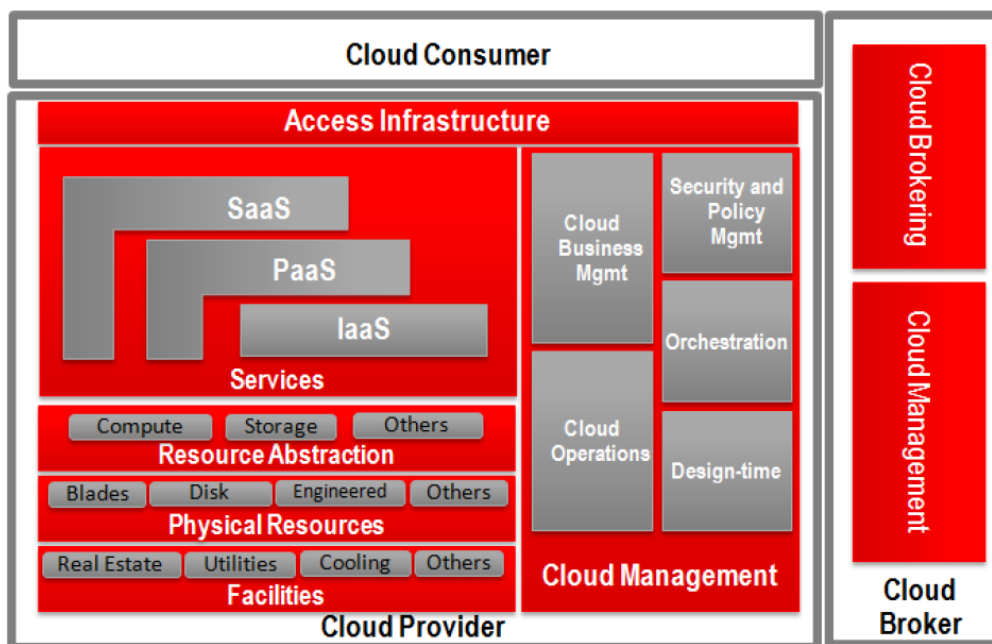 Cloud Consumer
Access Infrastructure
SaaS
PaaS
IaaS
Services
Compute
Storage
Others
Resource Abstraction
Blades
Disk
Engineered
Others
Physical Resources
Real Estate
Utilities
Cooling
Others
Facilities
Cloud
Business
Mgmt
Security and
Policy
Mgmt
Orchestration
Cloud
Operations
Design-time
Cloud Management
Cloud Provider
Cloud Brokering
Cloud Management
Cloud
Broker